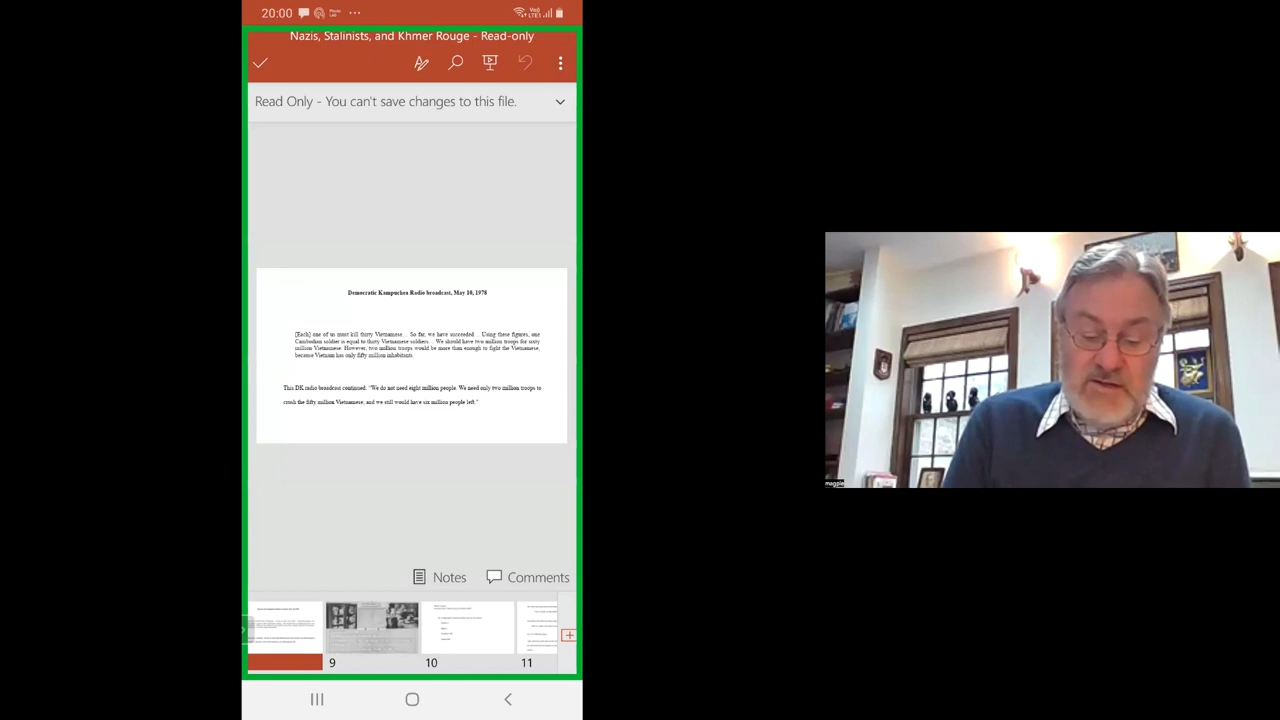 20:00
Nazis, Stalinists, and Khmer Rouge - Read-only
Read Only - You can't save changes to this file.
Democratic Kampuchea Radio broadcast, May 10, 1978
[Each] one of us must kill thirty Vietnamese... So far, we have succeeded... Using these figures, one
Cambodian soldier is equal to thirty Vietnamese soldiers... We should have two million troops for sixty
million Vietnamese. However, two million troops would be more than enough to fight the Vietnamese,
because Vietnam has only fifty million inhabitants.
This DK radio broadcast continued: "We do not need eight million people. We need only two million troops to
crush the fifty million Vietnamese; and we still would have six million people left."
Notes
Comments
9
10
11
magpie